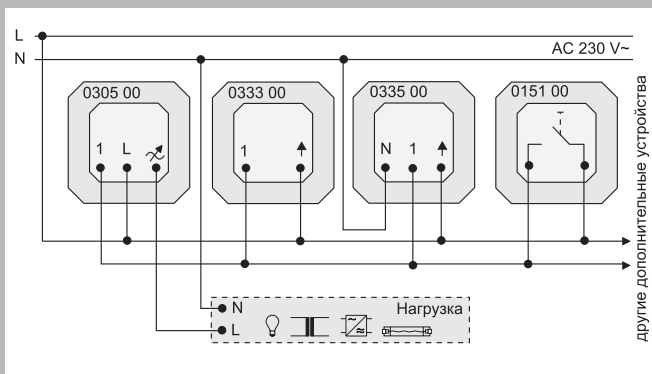 L
N
AC 230 V~
0305 00
0333 00
0335 00
0151 00
1 L
1
N 1
N
L
Нагрузка
другие дополнительные устройства